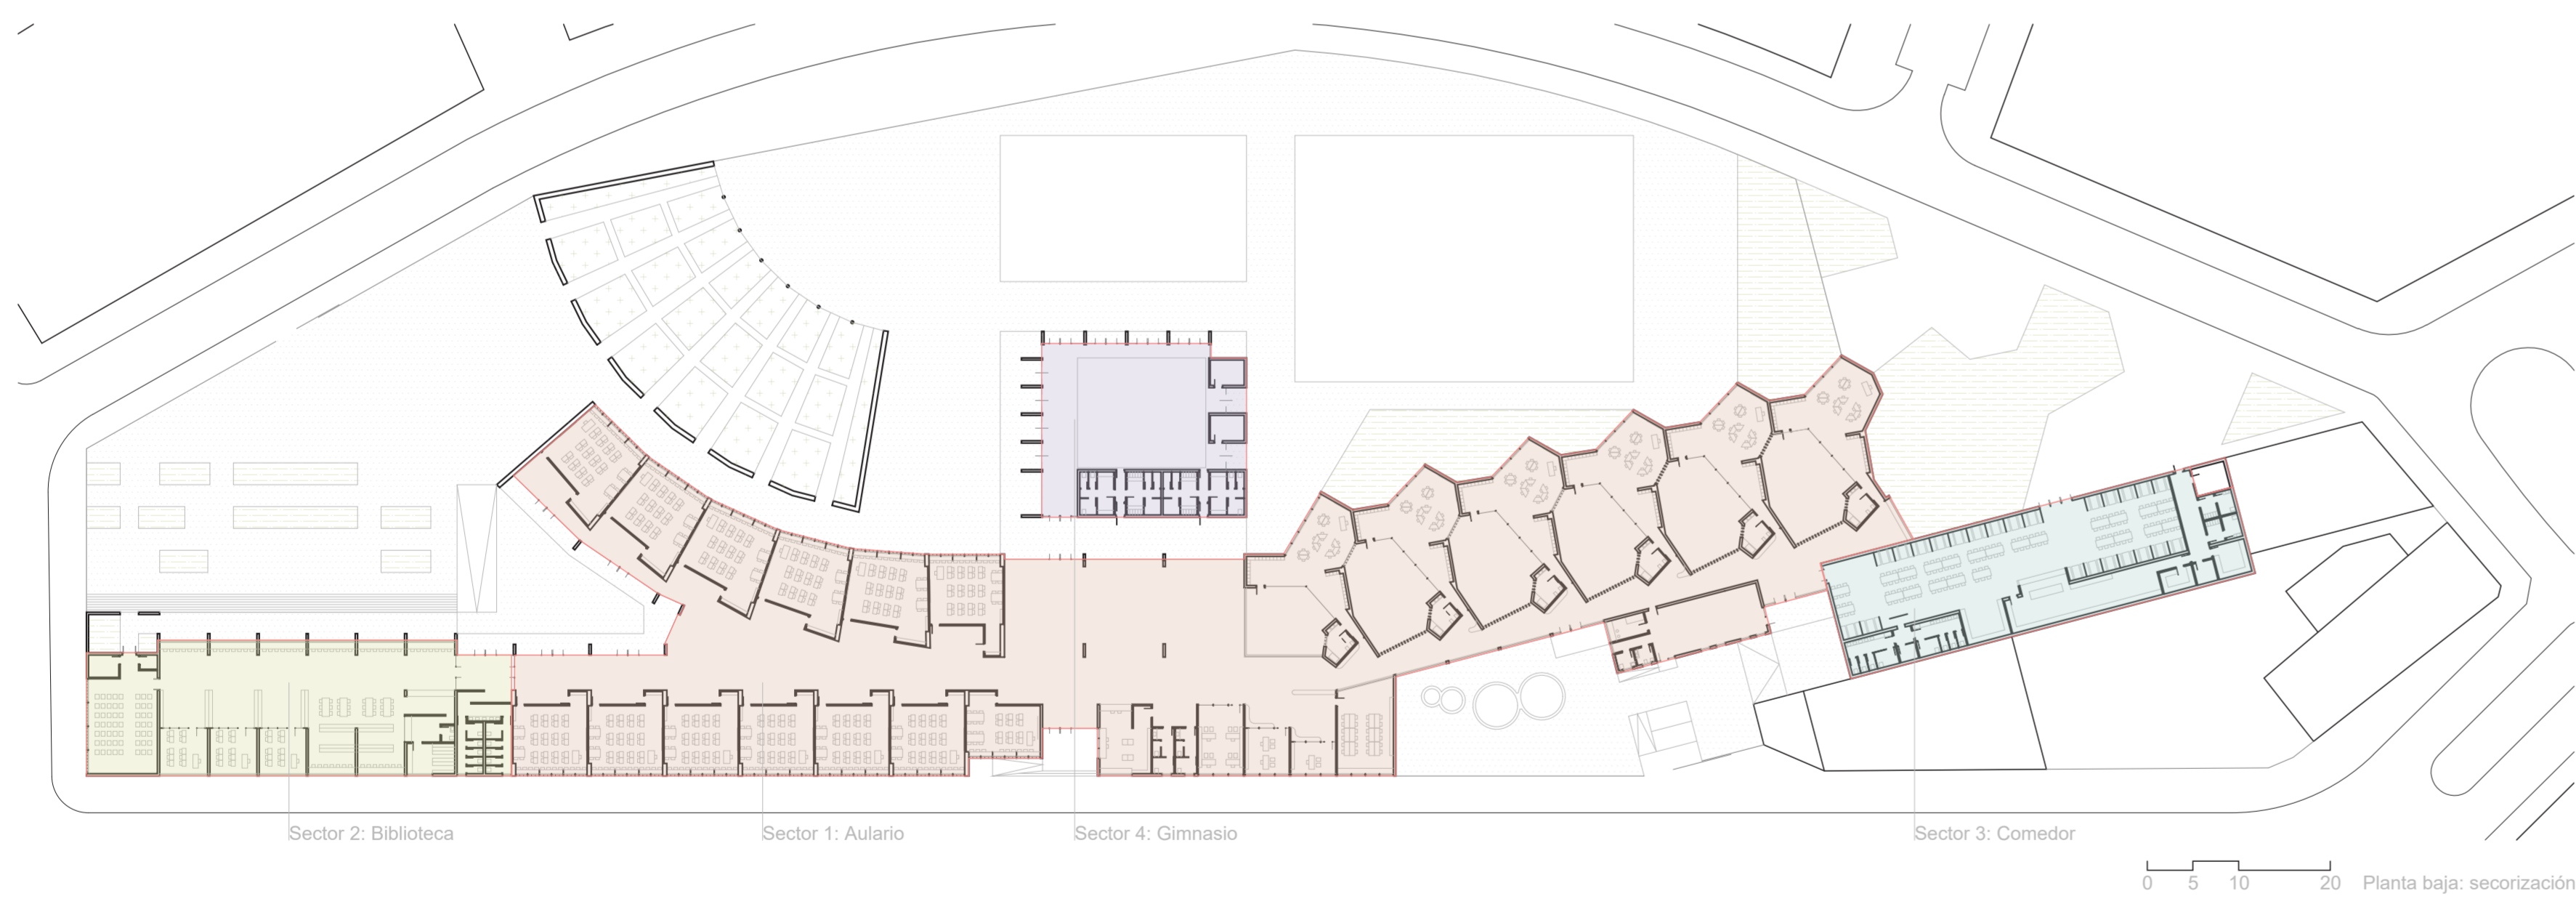 Sector 2: Biblioteca
Sector 1: Aulario
Sector 4: Gimnasio
Sector 3: Comedor
0 5 10 20 Planta baja: secorización